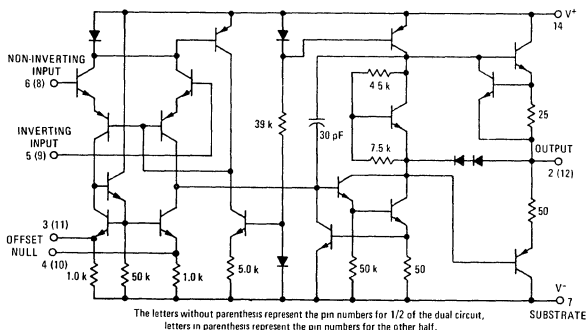 V+
14
NON-INVERTING
INPUT
6 (8)
4 5 k
39 k
30 pF
25
INVERTING
INPUT
5 (9)
7.5 k
OUTPUT
2 (12)
3 (11)
OFFSET
NULL
4 (10)
50
1.0 k
50 k
1.0 k
5.0 k
50 k
50
V-
7
SUBSTRATE
The letters without parenthesis represent the pin numbers for 1/2 of the dual circuit,
letters in parenthesis represent the pin numbers for the other half.